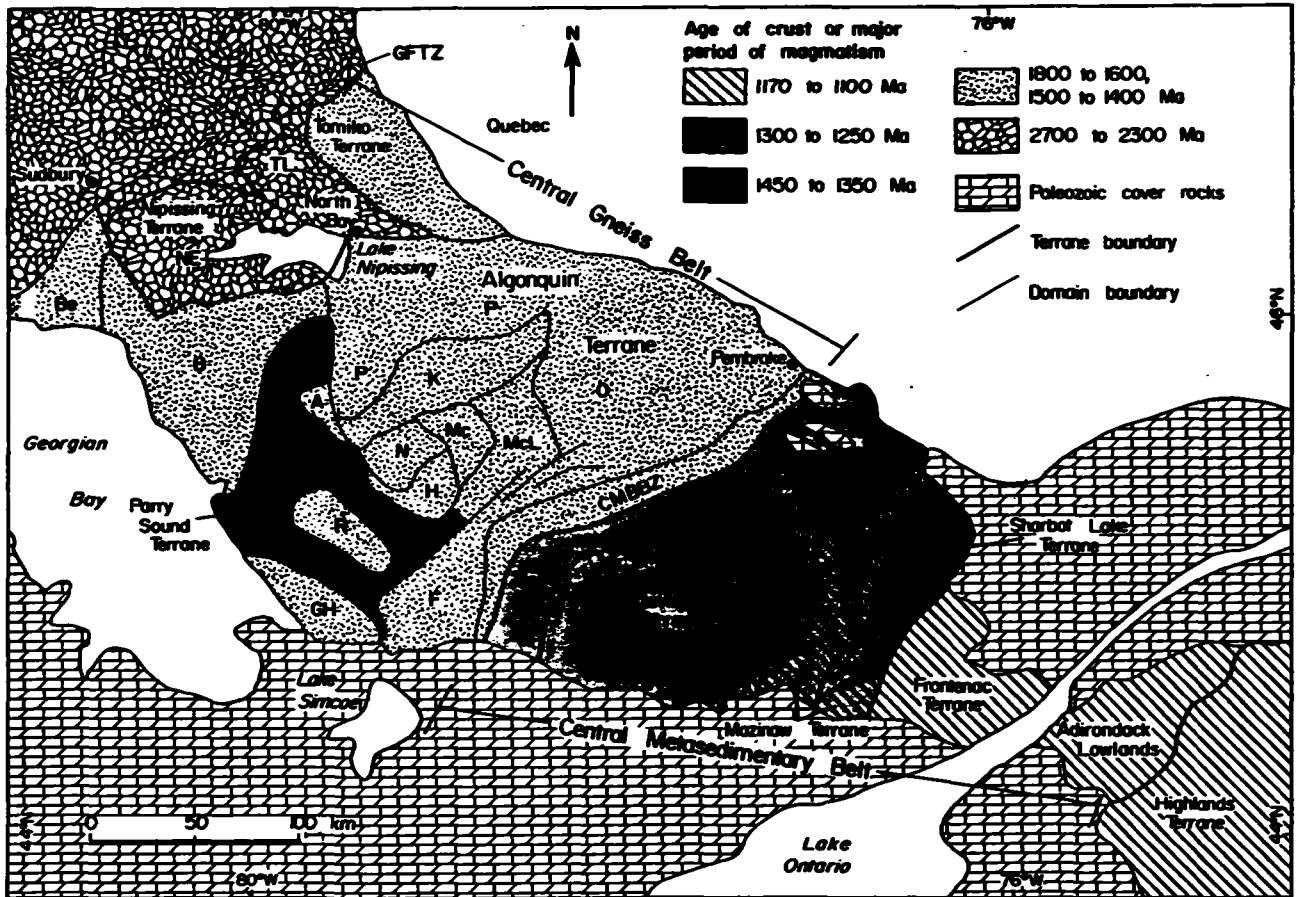 80°W
76°W
GFTZ
N
Age of crust or major
period of magmatism
1170 to 1100 Ma
1300 to 1250 Ma
1450 to 1350 Ma
1800 to 1600,
1500 to 1400 Ma
2700 to 2300 Ma
Paleozoic cover rocks
Terrane boundary
Domain boundary
Tomiko
Terrane
Quebec
Central Gneiss Belt
Sudbury
TL
Nipissing
Terrane
North
Bay
NE
Lake
Nipissing
Be
Algonquin
Terrane
46°N
P
P
B
K
O
Pembroke
A
Mc
McL
N
H
CMBBZ
Georgian
Bay
Parry
Sound
Terrane
R
Sharbot Lake
Terrane
GH
F
Lake
Simcoe
Frontenac
Terrane
Mazinaw Terrane
Central Metasedimentary Belt
Adirondack
Lowlands
Highlands
Terrane
44°N
0 50 100 km
44°N
Lake
Ontario
80°W
76°W